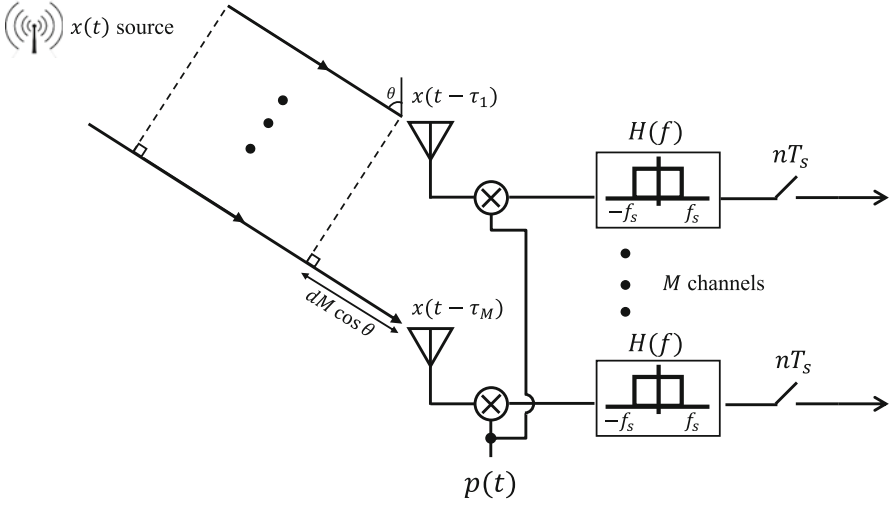 x(t) source
θ
x(t − τ₁)
H(f)
nTₛ
−fₛ
fₛ
M channels
dM cos θ
x(t − τ_M)
H(f)
nTₛ
−fₛ
fₛ
p(t)